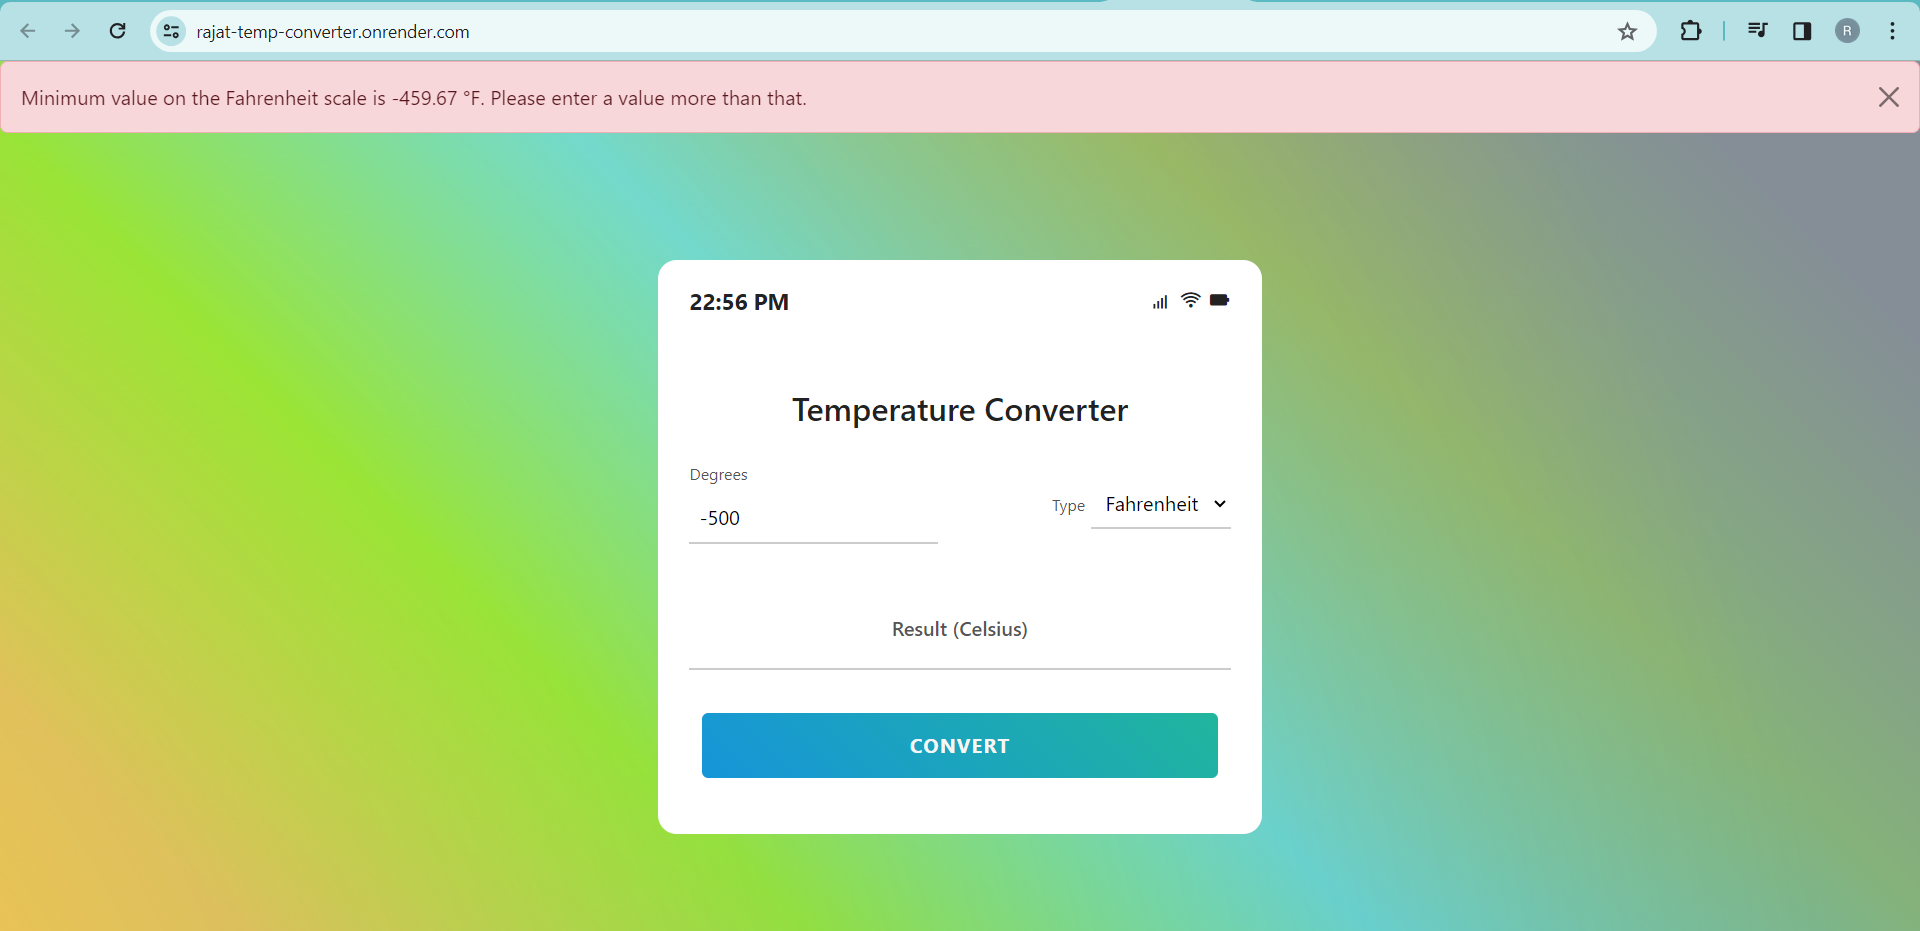 rajat-temp-converter.onrender.com
R
Minimum value on the Fahrenheit scale is -459.67 °F. Please enter a value more than that.
22:56 PM
Temperature Converter
Degrees
-500
Type Fahrenheit
Result (Celsius)
CONVERT